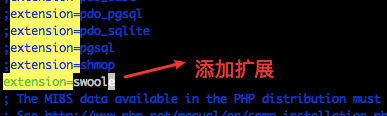 ;extension=pdo_pgsql
;extension=pdo_sqlite
;extension=pgsql
;extension=shmop
extension=swoole
添加扩展
; The MIBS data available in the PHP distribution must